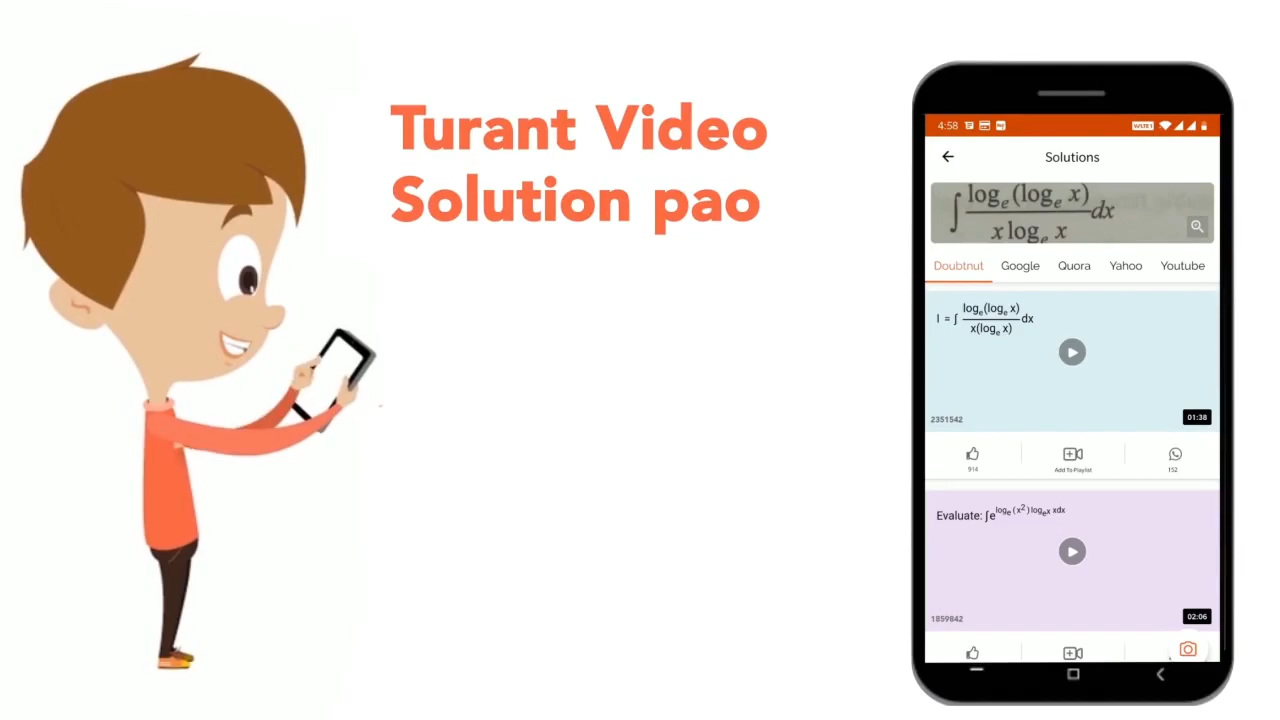 Turant Video
Solution pao
4:58
VoLTE1
Solutions
∫ logₑ(logₑ x) / x logₑ x dx
Doubtnut Google Quora Yahoo Youtube
I = ∫ logₑ(logₑ x) / x(logₑ x) dx
2351542 01:38
914 Add To Playlist 152
Evaluate: ∫e^logₑ(x²)logₑx xdx
1859842 02:06